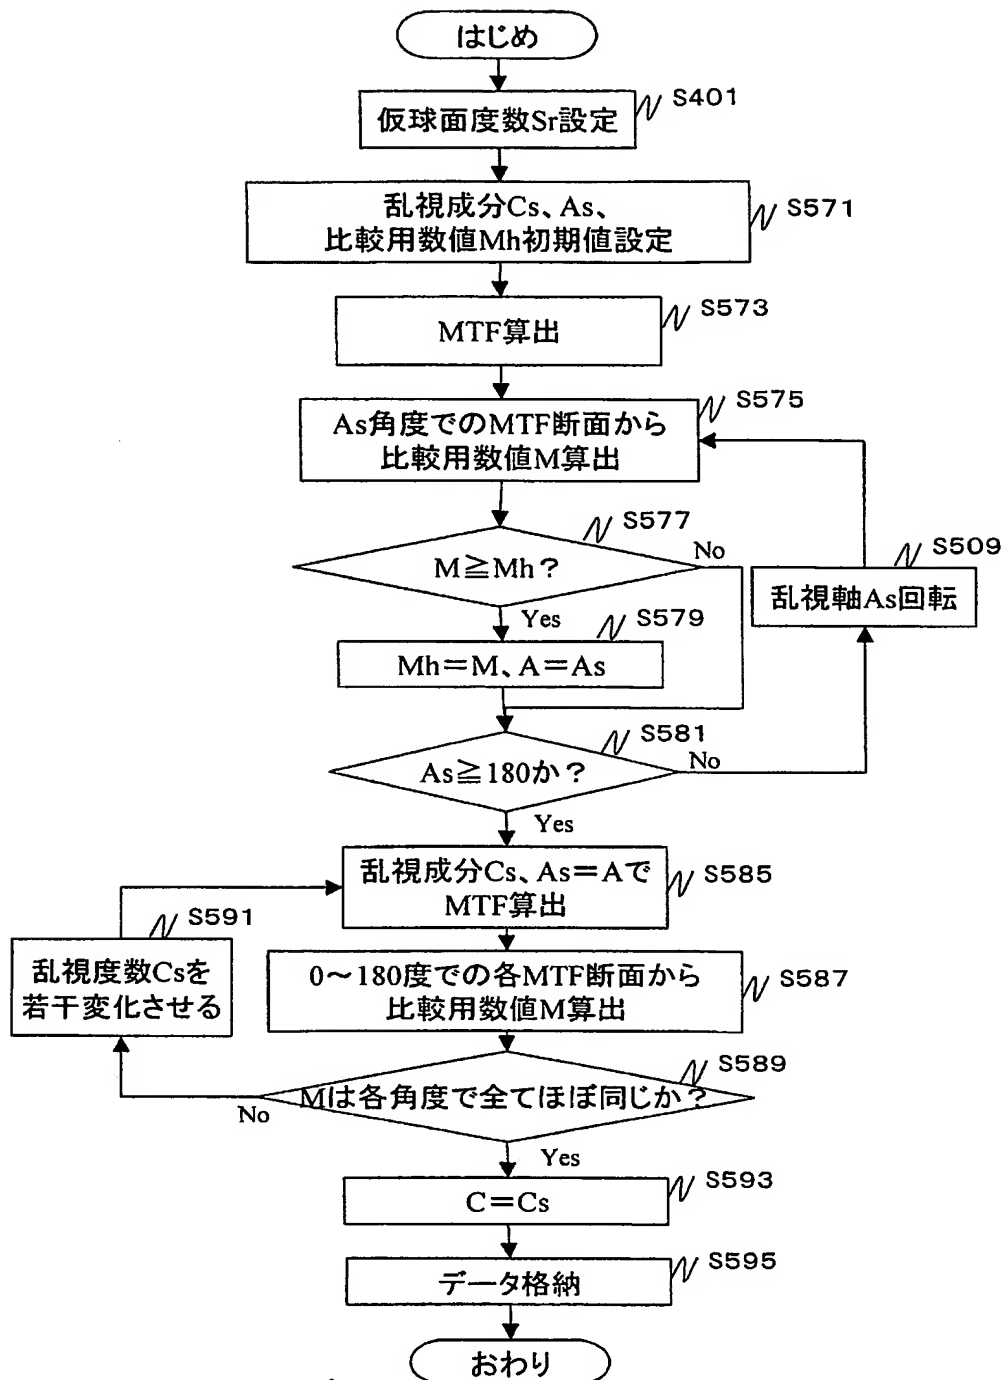 はじめ
仮球面度数Sr設定
S401
乱視成分Cs、As、
比較用数値Mh初期値設定
S571
MTF算出
S573
As角度でのMTF断面から
比較用数値M算出
S575
M≧Mh？
S577
No
Yes
乱視軸As回転
S509
Mh＝M、A＝As
S579
As≧180か？
S581
No
Yes
乱視成分Cs、As＝Aで
MTF算出
S585
乱視度数Csを
若干変化させる
S591
0～180度での各MTF断面から
比較用数値M算出
S587
Mは各角度で全てほぼ同じか？
S589
No
Yes
C＝Cs
S593
データ格納
S595
おわり